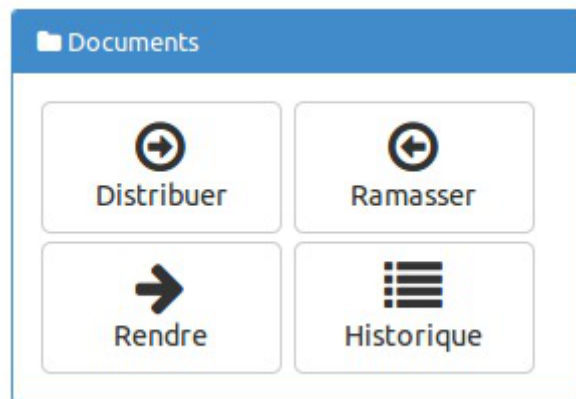 Documents
Distribuer
Ramasser
Rendre
Historique